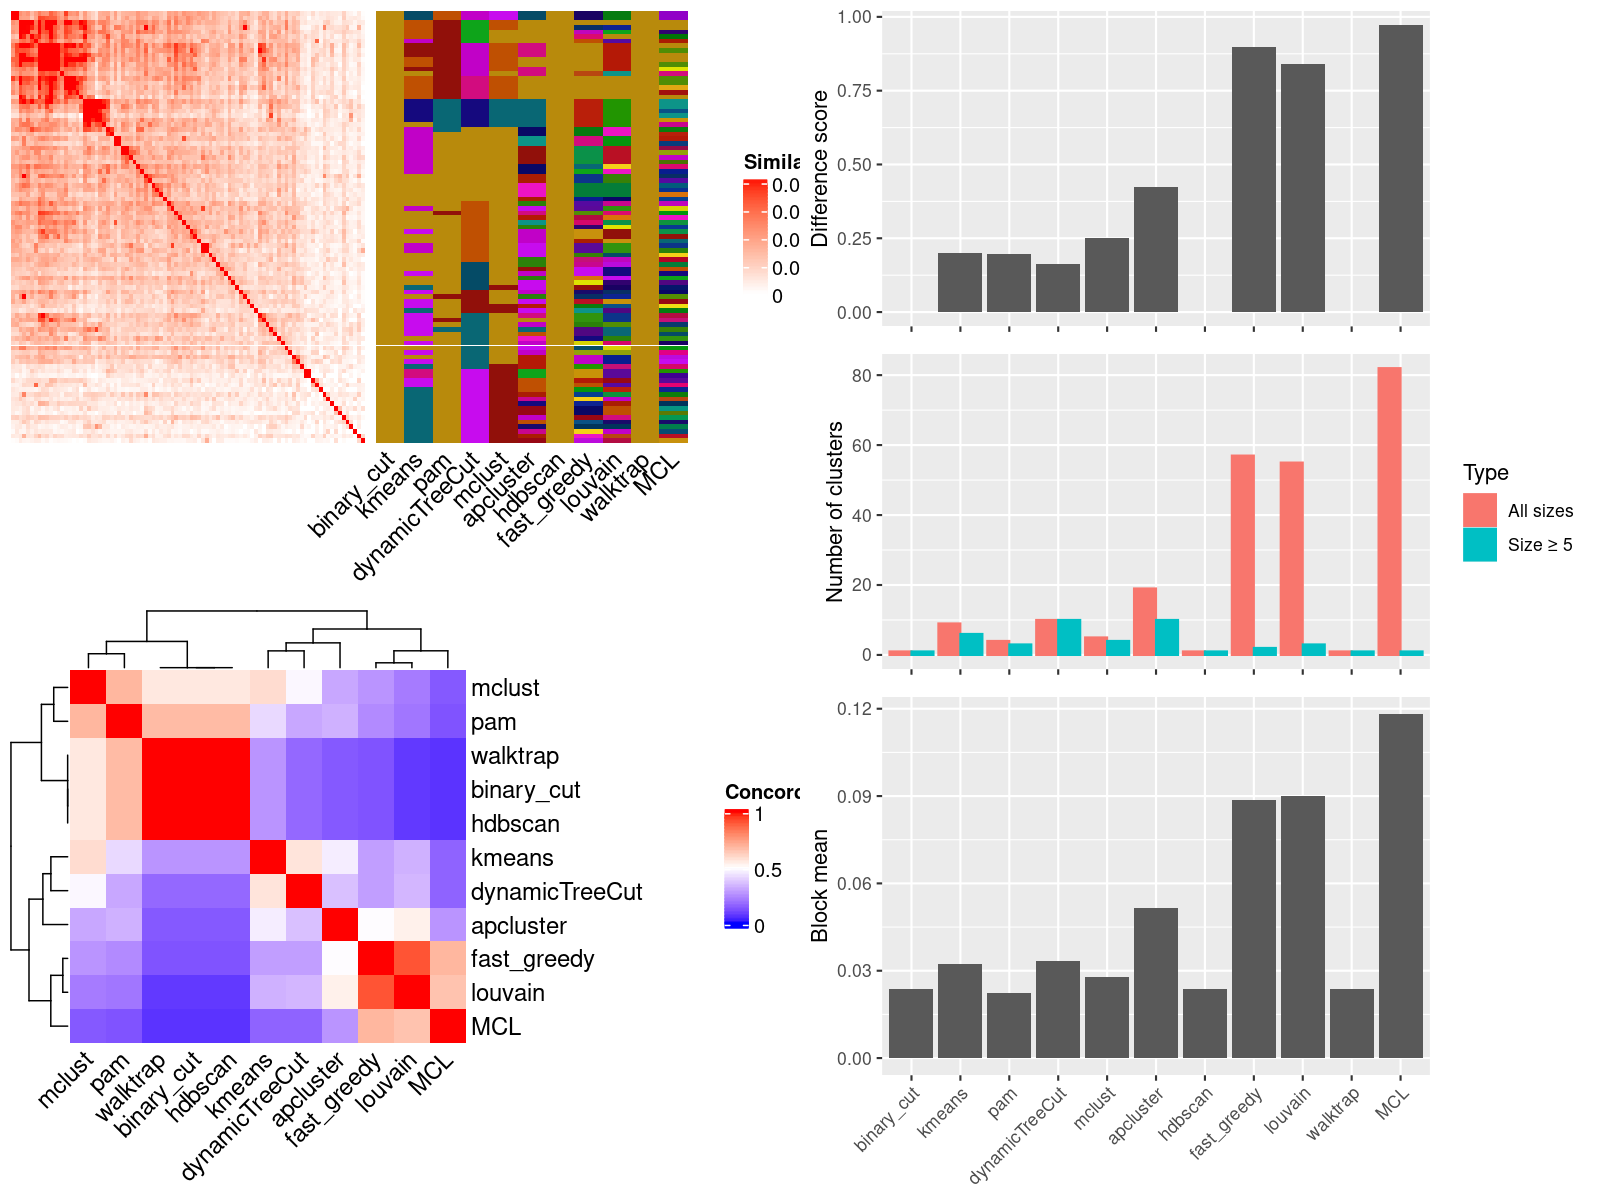 Simila
0.0
0.0
0.0
0.0
0
binary_cut
kmeans
pam
dynamicTreeCut
mclust
apcluster
hdbscan
fast_greedy
louvain
walktrap
MCL
mclust
pam
walktrap
binary_cut
hdbscan
kmeans
dynamicTreeCut
apcluster
fast_greedy
louvain
MCL
mclust
pam
walktrap
binary_cut
hdbscan
kmeans
dynamicTreeCut
apcluster
fast_greedy
louvain
MCL
Concord
1
0.5
0
Difference score
1.00
0.75
0.50
0.25
0.00
Number of clusters
80
60
40
20
0
Type
All sizes
Size ≥ 5
Block mean
0.12
0.09
0.06
0.03
0.00
binary_cut
kmeans
pam
dynamicTreeCut
mclust
apcluster
hdbscan
fast_greedy
louvain
walktrap
MCL